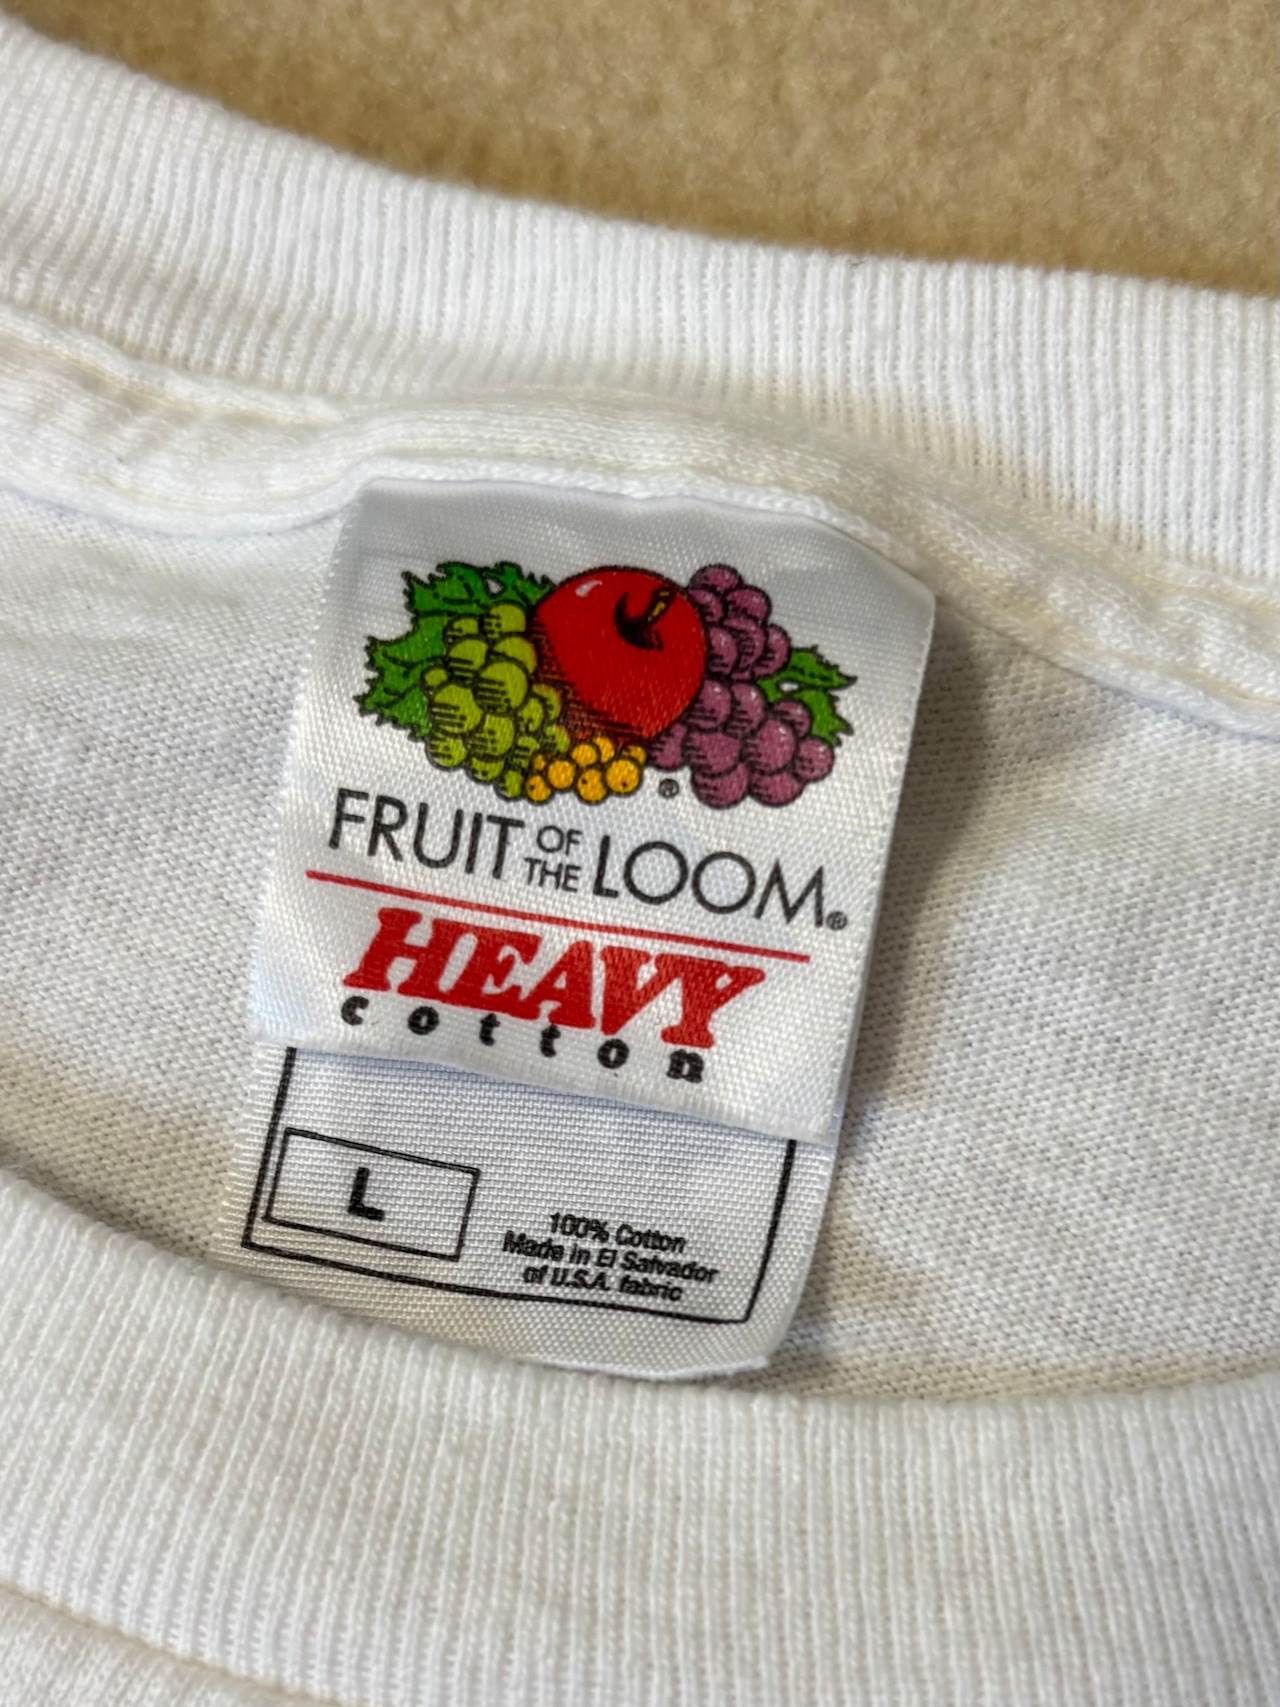 ®
FRUIT OF THE LOOM®
HEAVY
cotton
L
100% Cotton
Made in El Salvador
of U.S.A. fabric